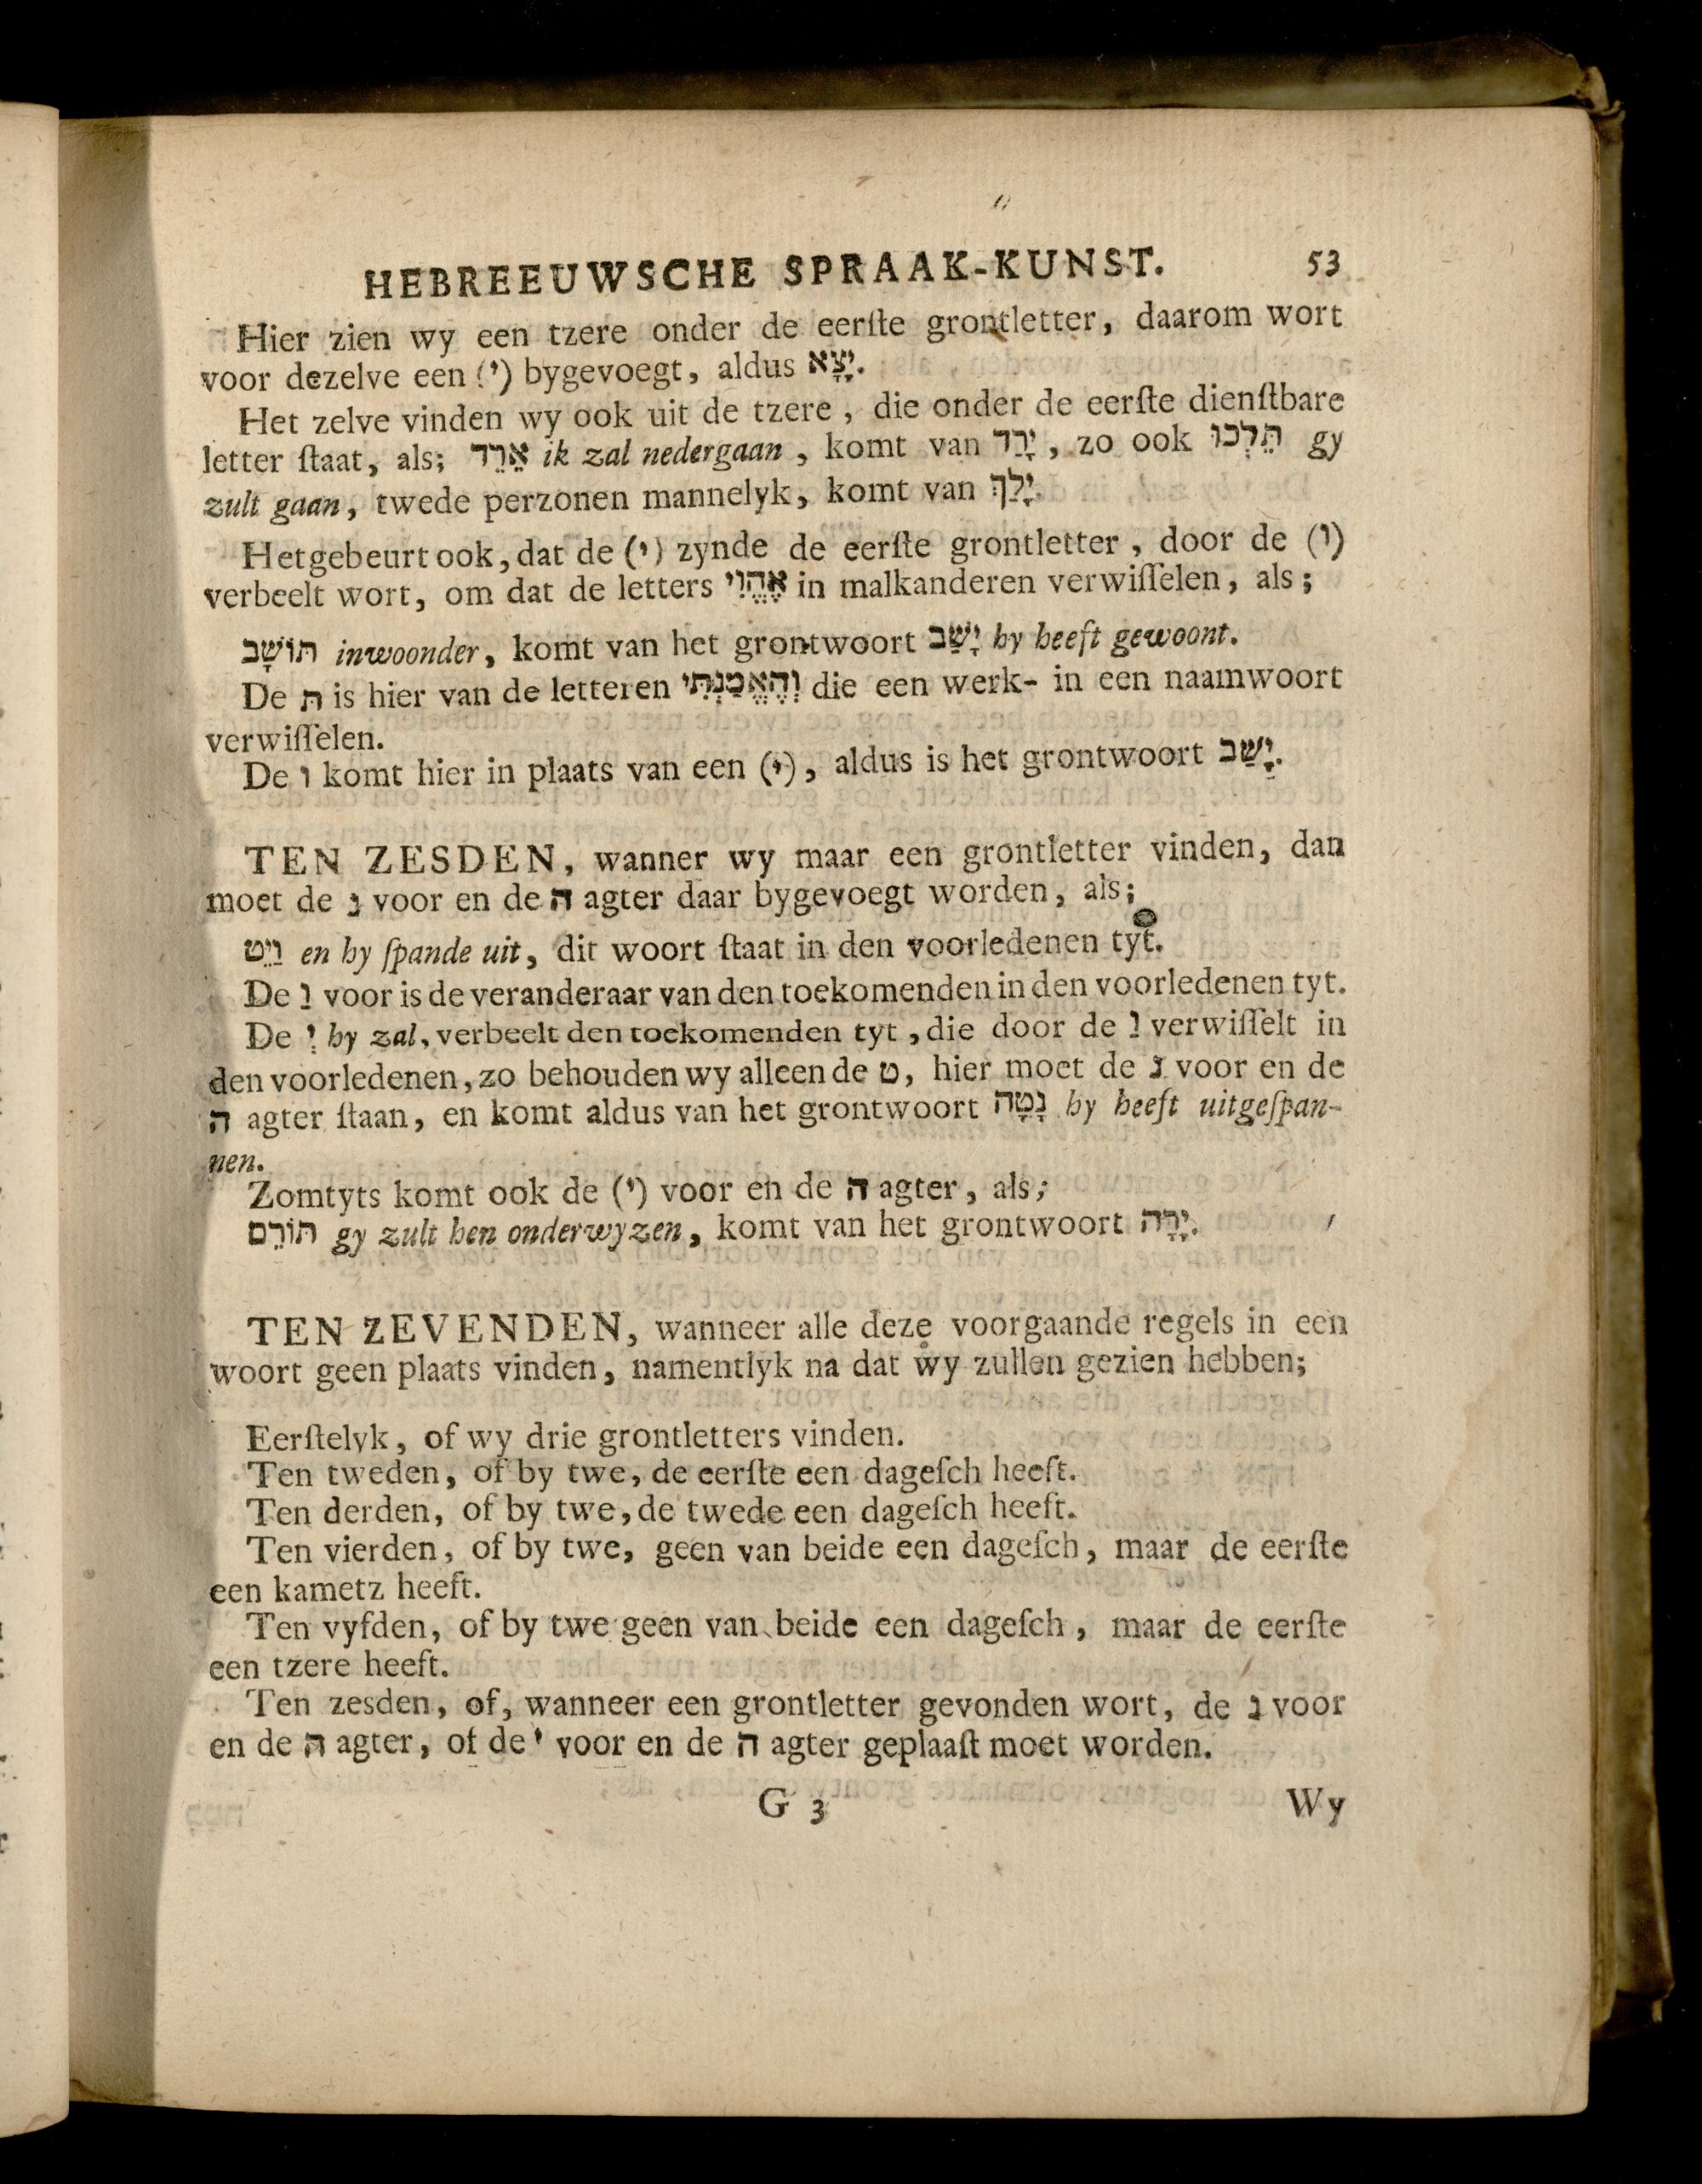 HEBREEUWSCHE SPRAAK-KUNST. 53
Hier zien wy een tzere onder de eerſte grontletter, daarom wort
voor dezelve een (י) bygevoegt, aldus יָצָא.
Het zelve vinden wy ook uit de tzere, die onder de eerſte dienſtbare
letter ſtaat, als; אֵרֵד ik zal nedergaan, komt van יָרַד, zo ook תֵּלְכוּ gy
zult gaan, twede perzonen mannelyk, komt van יָלַךְ.
Het gebeurt ook, dat de (י) zynde de eerſte grontletter, door de (ו)
verbeelt wort, om dat de letters אֶהֱוִי in malkanderen verwiſſelen, als;
תּוֹשָׁב inwoonder, komt van het grontwoort יָשַׁב hy heeft gewoont.
De תּ is hier van de letteren וְהֶאֱמַנְתִּי die een werk- in een naamwoort
verwiſſelen.
De ו komt hier in plaats van een (י), aldus is het grontwoort יָשַׁב.
TEN ZESDEN, wanner wy maar een grontletter vinden, dan
moet de נ voor en de ה agter daar bygevoegt worden, als;
וַיֵּט en hy ſpande uit, dit woort ſtaat in den voorledenen tyt.
De וַ voor is de veranderaar van den toekomenden in den voorledenen tyt.
De יֵ hy zal, verbeelt den toekomenden tyt, die door de וַ verwiſſelt in
den voorledenen, zo behouden wy alleen de ט, hier moet de נ voor en de
ה agter ſtaan, en komt aldus van het grontwoort נָטָה hy heeft uitgeſpan-
nen.
Zomtyts komt ook de (י) voor en de ה agter, als;
תּוֹרֵם gy zult hen onderwyzen, komt van het grontwoort יָרָה.
TEN ZEVENDEN, wanneer alle deze voorgaande regels in een
woort geen plaats vinden, namentlyk na dat wy zullen gezien hebben;
Eerſtelyk, of wy drie grontletters vinden.
Ten tweden, of by twe, de eerſte een dageſch heeft.
Ten derden, of by twe, de twede een dageſch heeft.
Ten vierden, of by twe, geen van beide een dageſch, maar de eerſte
een kametz heeft.
Ten vyfden, of by twe geen van beide een dageſch, maar de eerſte
een tzere heeft.
Ten zesden, of, wanneer een grontletter gevonden wort, de נ voor
en de ה agter, of de י voor en de ה agter geplaaſt moet worden.
G 3 Wy